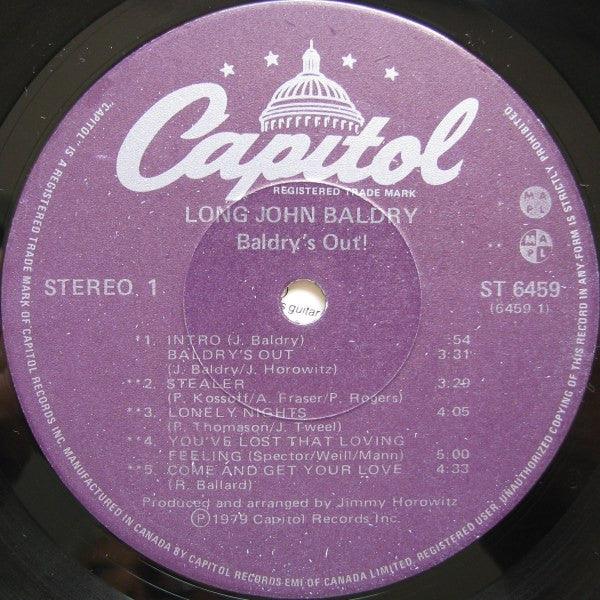 Capitol
REGISTERED TRADE MARK
LONG JOHN BALDRY
Baldry's Out!
STEREO 1
ST 6459
(6459 1)
s guitar
*1. INTRO (J. Baldry) :54
BALDRY'S OUT 3:31
(J. Baldry/J. Horowitz)
**2. STEALER 3:29
(P. Kossoff/A. Fraser/P. Rogers)
**3. LONELY NIGHTS 4:05
(P. Thomason/J. Tweel)
**4. YOU'VE LOST THAT LOVING
FEELING (Spector/Weill/Mann) 5:00
**5. COME AND GET YOUR LOVE 4:33
(R. Ballard)
Produced and arranged by Jimmy Horowitz
Ⓟ1979 Capitol Records Inc.
* M A P L
** M A P L
"CAPITOL" IS A REGISTERED TRADE MARK OF CAPITOL RECORDS INC. MANUFACTURED IN CANADA BY CAPITOL RECORDS EMI OF CANADA LIMITED, REGISTERED USER. UNAUTHORIZED COPYING OF THIS RECORD IN ANY FORM IS STRICTLY PROHIBITED.